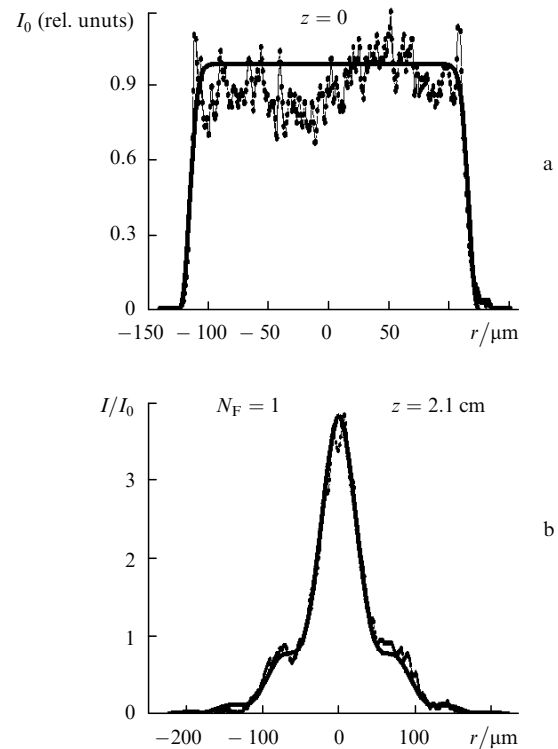 I₀ (rel. unuts) z = 0
0.9
0.6
a
0.3
0
−150 − 100 − 50 0 50 r/μm
I/I₀ N_F = 1 z = 2.1 cm
3
b
2
1
0
−200 − 100 0 100 r/μm